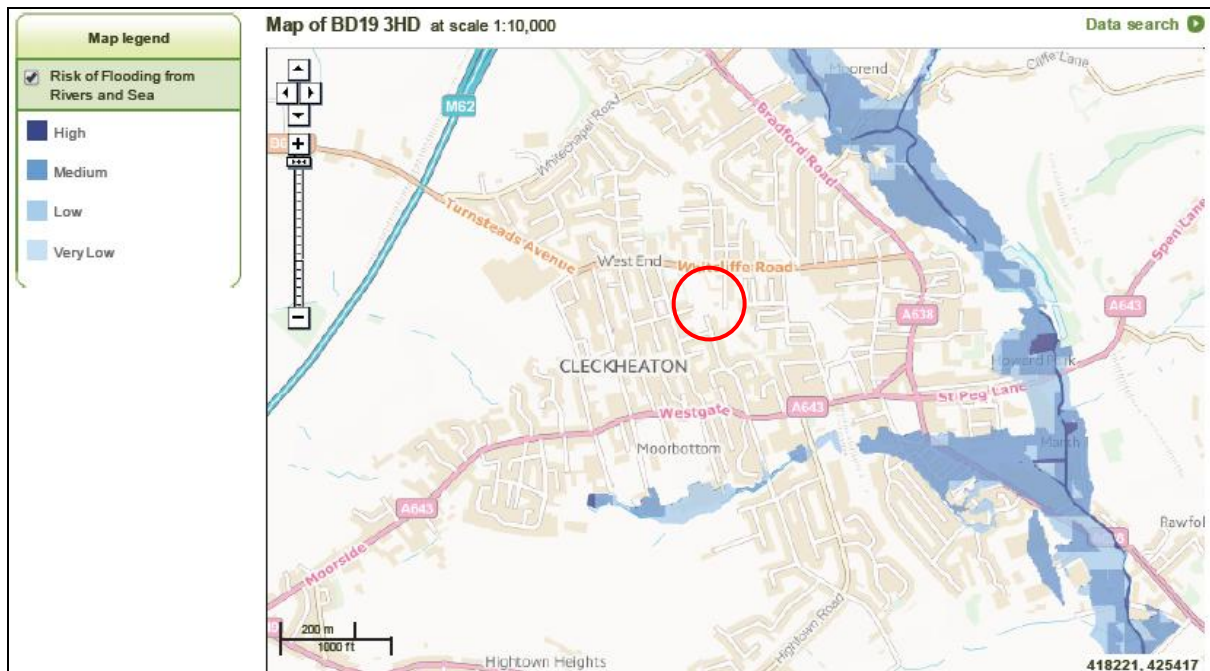 Map legend
Risk of Flooding from
Rivers and Sea
High
Medium
Low
Very Low
Map of BD19 3HD at scale 1:10,000
Data search
Moorend
Cliffe Lane
M62
Whitechapel Road
Bradford Road
Turnsteads Avenue
West End
Whitcliffe Road
Spen Lane
A643
A638
CLECKHEATON
Howard Park
St Peg Lane
Westgate
A643
Moorbottom
Marsh
A643
Moorside
Hightown Road
200 m
1000 ft
Hightown Heights
418221, 425417